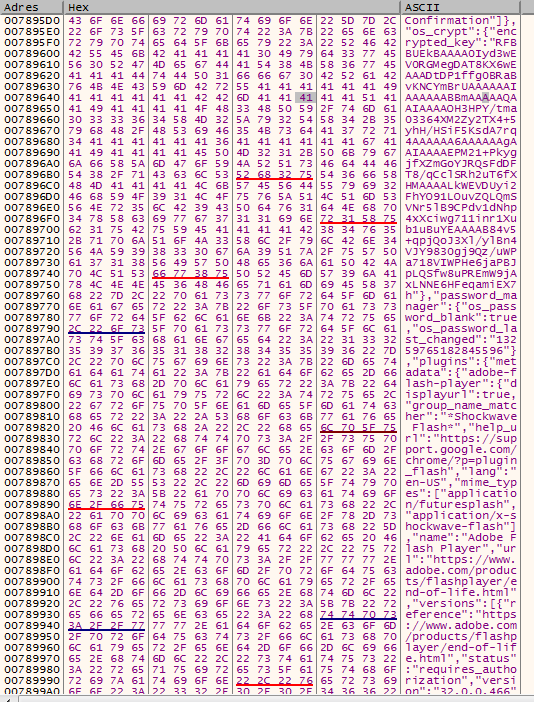 Adres Hex ASCII
007895D0 43 6F 6E 66 69 72 6D 61 74 69 6F 6E 22 5D 7D 2C Confirmation"]},
007895E0 22 6F 73 5F 63 72 79 70 74 22 3A 7B 22 65 6E 63 "os_crypt":{"enc
007895F0 72 79 70 74 65 64 5F 6B 65 79 22 3A 22 52 46 42 rypted_key":"RFB
00789600 42 55 45 6B 42 41 41 41 41 30 49 79 64 33 77 45 BUEkBAAAA0Iyd3wE
00789610 56 30 52 47 4D 65 67 44 41 54 38 4B 58 36 77 45 V0RGMegDAT8KX6wE
00789620 41 41 41 44 74 44 50 31 66 66 67 30 42 52 61 42 AAADtDP1ffg0BRaB
00789630 76 4B 4E 43 59 6D 42 72 55 41 41 41 41 41 41 49 vKNCYmBrUAAAAAAI
00789640 41 41 41 41 41 41 42 42 6D 41 41 41 41 41 51 41 AAAAAABBmAAAAAQA
00789650 41 49 41 41 41 41 4F 48 33 48 50 59 2F 74 6D 61 AIAAAAOH3HPY/tma
00789660 30 33 33 36 34 58 4D 32 5A 79 32 54 58 34 2B 35 03364XM2Zy2TX4+5
00789670 79 68 48 2F 48 53 69 46 35 4B 73 64 41 37 72 71 yhH/HSiF5KsdA7rq
00789680 34 41 41 41 41 41 41 36 41 41 41 41 41 41 67 41 4AAAAAA6AAAAAAgA
00789690 41 49 41 41 41 41 45 50 4D 32 31 2B 50 6B 79 67 AIAAAAEPM21+Pkyg
007896A0 6A 66 58 5A 6D 47 6F 59 4A 52 51 73 46 64 44 46 jfXZmGoYJRQsFdDF
007896B0 54 38 2F 71 43 63 6C 53 52 68 32 75 54 36 66 58 T8/qCclSRh2uT6fX
007896C0 48 4D 41 41 41 41 4C 6B 57 45 56 44 55 79 69 32 HMAAAALkWEVDUyi2
007896D0 46 68 59 4F 39 31 4C 4F 75 76 5A 51 4C 51 6D 53 FhYO91LOuvZQLQmS
007896E0 56 4E 72 35 6C 42 39 43 50 64 76 31 64 4E 68 70 VNr5lB9CPdv1dNhp
007896F0 34 78 58 63 69 77 67 37 31 31 69 6E 72 31 58 75 4xXciwg711inr1Xu
00789700 62 31 75 42 75 59 45 41 41 41 41 42 38 34 76 35 b1uBuYEAAAAB84v5
00789710 2B 71 70 6A 51 6F 4A 33 58 6C 2F 79 6C 42 6E 34 +qpjQoJ3Xl/ylBn4
00789720 56 4A 59 39 38 33 30 67 6A 39 51 7A 2F 75 57 50 VJY9830gj9Qz/uWP
00789730 61 37 31 38 56 49 57 50 48 65 36 6A 61 50 42 4A a718VIWPHe6jaPBJ
00789740 70 4C 51 53 66 77 38 75 50 52 45 6D 57 39 6A 41 pLQSfw8uPREmW9jA
00789750 78 4C 4E 4E 45 36 48 46 65 71 61 6D 69 45 58 37 xLNNE6HFeqamiEX7
00789760 68 22 7D 2C 22 70 61 73 73 77 6F 72 64 5F 6D 61 h"},"password_ma
00789770 6E 61 67 65 72 22 3A 7B 22 6F 73 5F 70 61 73 73 nager":{"os_pass
00789780 77 6F 72 64 5F 62 6C 61 6E 6B 22 3A 74 72 75 65 word_blank":true
00789790 2C 22 6F 73 5F 70 61 73 73 77 6F 72 64 5F 6C 61 ,"os_password_la
007897A0 73 74 5F 63 68 61 6E 67 65 64 22 3A 22 31 33 32 st_changed":"132
007897B0 35 39 37 36 35 31 38 32 38 34 35 35 39 36 22 7D 59765182845596"}
007897C0 2C 22 70 6C 75 67 69 6E 73 22 3A 7B 22 6D 65 74 ,"plugins":{"met
007897D0 61 64 61 74 61 22 3A 7B 22 61 64 6F 62 65 2D 66 adata":{"adobe-f
007897E0 6C 61 73 68 2D 70 6C 61 79 65 72 22 3A 7B 22 64 lash-player":{"d
007897F0 69 73 70 6C 61 79 75 72 6C 22 3A 74 72 75 65 2C isplayurl":true,
00789800 22 67 72 6F 75 70 5F 6E 61 6D 65 5F 6D 61 74 63 "group_name_matc
00789810 68 65 72 22 3A 22 2A 53 68 6F 63 6B 77 61 76 65 her":"*Shockwave
00789820 20 46 6C 61 73 68 2A 22 2C 22 68 65 6C 70 5F 75  Flash*","help_u
00789830 72 6C 22 3A 22 68 74 74 70 73 3A 2F 2F 73 75 70 rl":"https://sup
00789840 70 6F 72 74 2E 67 6F 6F 67 6C 65 2E 63 6F 6D 2F port.google.com/
00789850 63 68 72 6F 6D 65 2F 3F 70 3D 70 6C 75 67 69 6E chrome/?p=plugin
00789860 5F 66 6C 61 73 68 22 2C 22 6C 61 6E 67 22 3A 22 _flash","lang":"
00789870 65 6E 2D 55 53 22 2C 22 6D 69 6D 65 5F 74 79 70 en-US","mime_typ
00789880 65 73 22 3A 5B 22 61 70 70 6C 69 63 61 74 69 6F es":["applicatio
00789890 6E 2F 66 75 74 75 72 65 73 70 6C 61 73 68 22 2C n/futuresplash",
007898A0 22 61 70 70 6C 69 63 61 74 69 6F 6E 2F 78 2D 73 "application/x-s
007898B0 68 6F 63 6B 77 61 76 65 2D 66 6C 61 73 68 22 5D hockwave-flash"]
007898C0 2C 22 6E 61 6D 65 22 3A 22 41 64 6F 62 65 20 46 ,"name":"Adobe F
007898D0 6C 61 73 68 20 50 6C 61 79 65 72 22 2C 22 75 72 lash Player","ur
007898E0 6C 22 3A 22 68 74 74 70 73 3A 2F 2F 77 77 77 2E l":"https://www.
007898F0 61 64 6F 62 65 2E 63 6F 6D 2F 70 72 6F 64 75 63 adobe.com/produc
00789900 74 73 2F 66 6C 61 73 68 70 6C 61 79 65 72 2F 65 ts/flashplayer/e
00789910 6E 64 2D 6F 66 2D 6C 69 66 65 2E 68 74 6D 6C 22 nd-of-life.html"
00789920 2C 22 76 65 72 73 69 6F 6E 73 22 3A 5B 7B 22 72 ,"versions":[{"r
00789930 65 66 65 72 65 6E 63 65 22 3A 22 68 74 74 70 73 eference":"https
00789940 3A 2F 2F 77 77 77 2E 61 64 6F 62 65 2E 63 6F 6D ://www.adobe.com
00789950 2F 70 72 6F 64 75 63 74 73 2F 66 6C 61 73 68 70 /products/flashp
00789960 6C 61 79 65 72 2F 65 6E 64 2D 6F 66 2D 6C 69 66 layer/end-of-lif
00789970 65 2E 68 74 6D 6C 22 2C 22 73 74 61 74 75 73 22 e.html","status"
00789980 3A 22 72 65 71 75 69 72 65 73 5F 61 75 74 68 6F :"requires_autho
00789990 72 69 7A 61 74 69 6F 6E 22 2C 22 76 65 72 73 69 rization","versi
007899A0 6F 6E 22 3A 22 33 32 2E 30 2E 30 2E 34 36 36 22 on":"32.0.0.466"